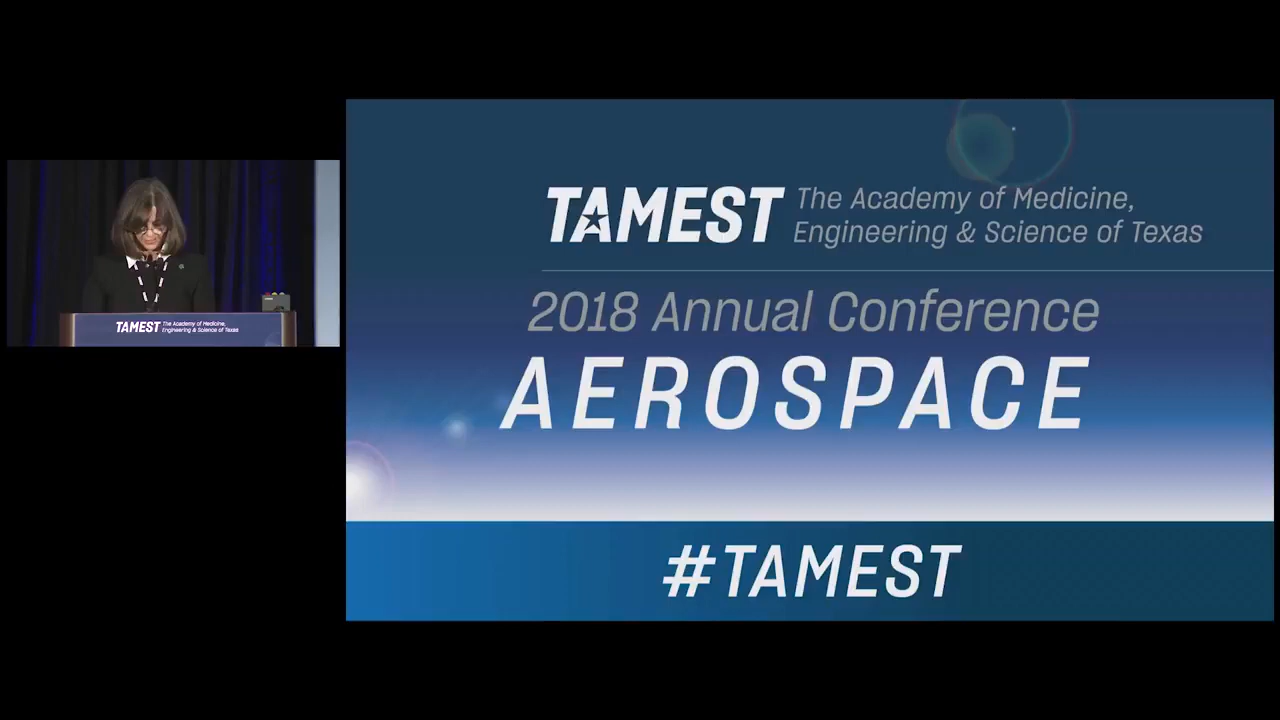 TAMEST The Academy of Medicine,
Engineering & Science of Texas
TAMEST The Academy of Medicine,
Engineering & Science of Texas
2018 Annual Conference
AEROSPACE
#TAMEST